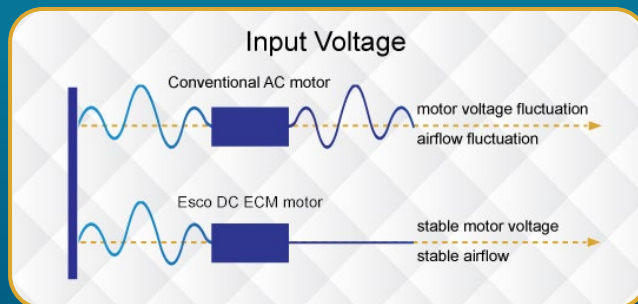 Input Voltage
Conventional AC motor
motor voltage fluctuation
airflow fluctuation
Esco DC ECM motor
stable motor voltage
stable airflow